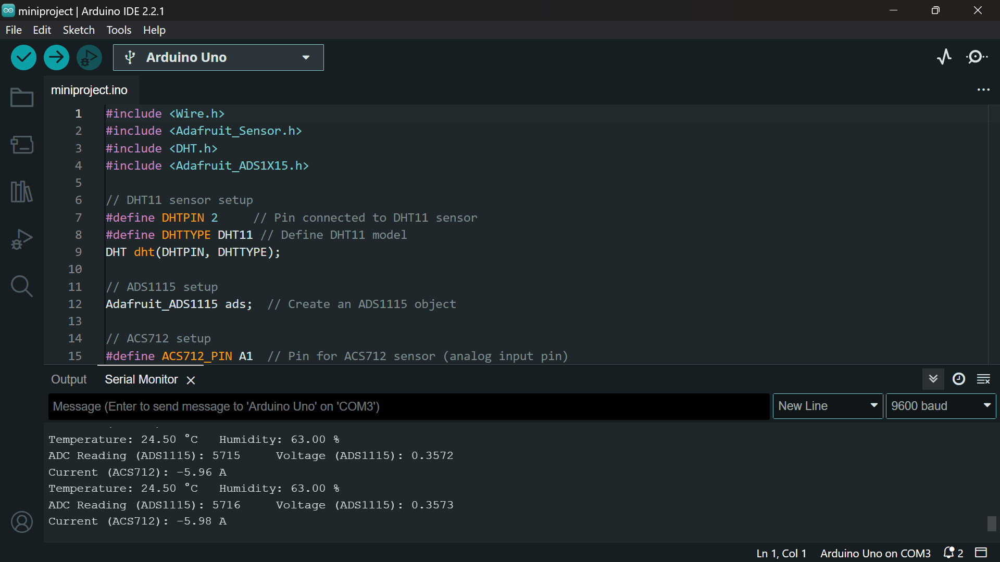 miniproject | Arduino IDE 2.2.1
File Edit Sketch Tools Help
Arduino Uno
miniproject.ino
1 #include <Wire.h>
2 #include <Adafruit_Sensor.h>
3 #include <DHT.h>
4 #include <Adafruit_ADS1X15.h>
5
6 // DHT11 sensor setup
7 #define DHTPIN 2 // Pin connected to DHT11 sensor
8 #define DHTTYPE DHT11 // Define DHT11 model
9 DHT dht(DHTPIN, DHTTYPE);
10
11 // ADS1115 setup
12 Adafruit_ADS1115 ads; // Create an ADS1115 object
13
14 // ACS712 setup
15 #define ACS712_PIN A1 // Pin for ACS712 sensor (analog input pin)
Output Serial Monitor
Message (Enter to send message to 'Arduino Uno' on 'COM3') New Line 9600 baud
Temperature: 24.50 °C Humidity: 63.00 %
ADC Reading (ADS1115): 5715 Voltage (ADS1115): 0.3572
Current (ACS712): -5.96 A
Temperature: 24.50 °C Humidity: 63.00 %
ADC Reading (ADS1115): 5716 Voltage (ADS1115): 0.3573
Current (ACS712): -5.98 A
Ln 1, Col 1 Arduino Uno on COM3 2